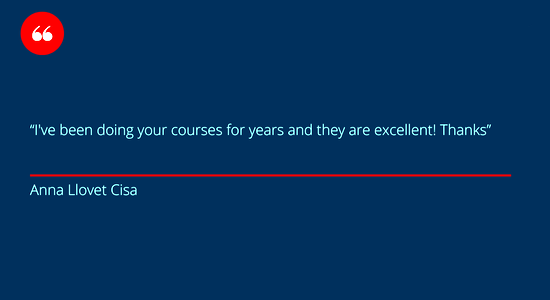 “I've been doing your courses for years and they are excellent! Thanks”
Anna Llovet Cisa